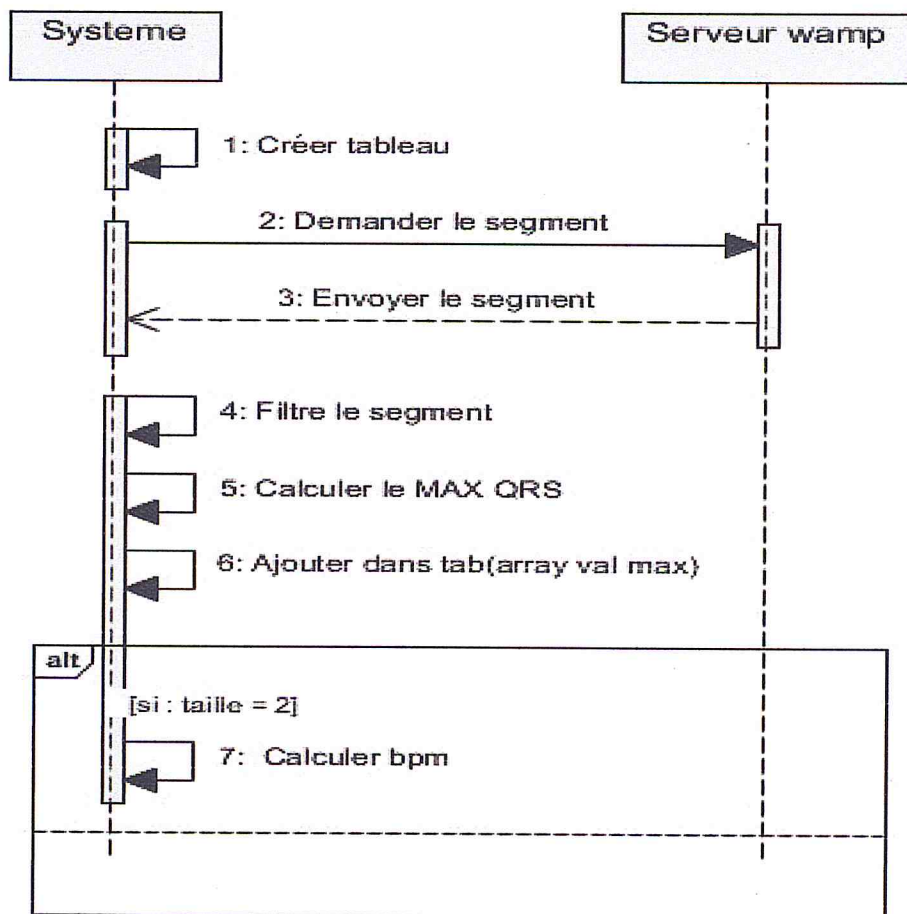 Systeme
Serveur wamp
1: Créer tableau
2: Demander le segment
3: Envoyer le segment
4: Filtre le segment
5: Calculer le MAX QRS
6: Ajouter dans tab(array val max)
alt
[si : taille = 2]
7: Calculer bpm